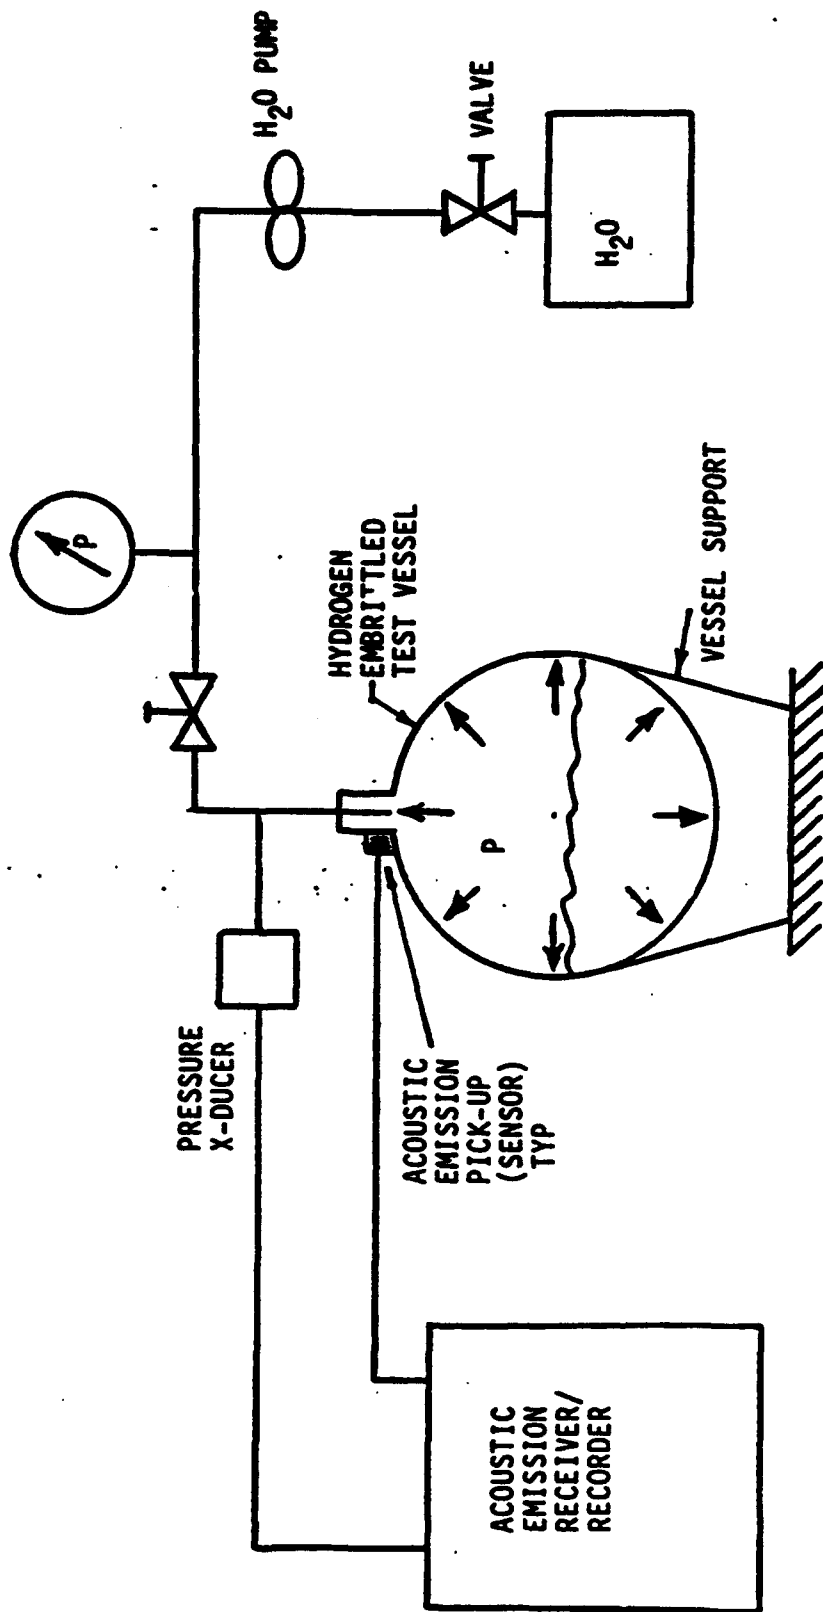 PRESSURE
X-DUCER
P
H2O PUMP
VALVE
H2O
HYDROGEN
EMBRITTLED
TEST VESSEL
P
VESSEL SUPPORT
ACOUSTIC
EMISSION
PICK-UP
(SENSOR)
TYP
ACOUSTIC
EMISSION
RECEIVER/
RECORDER